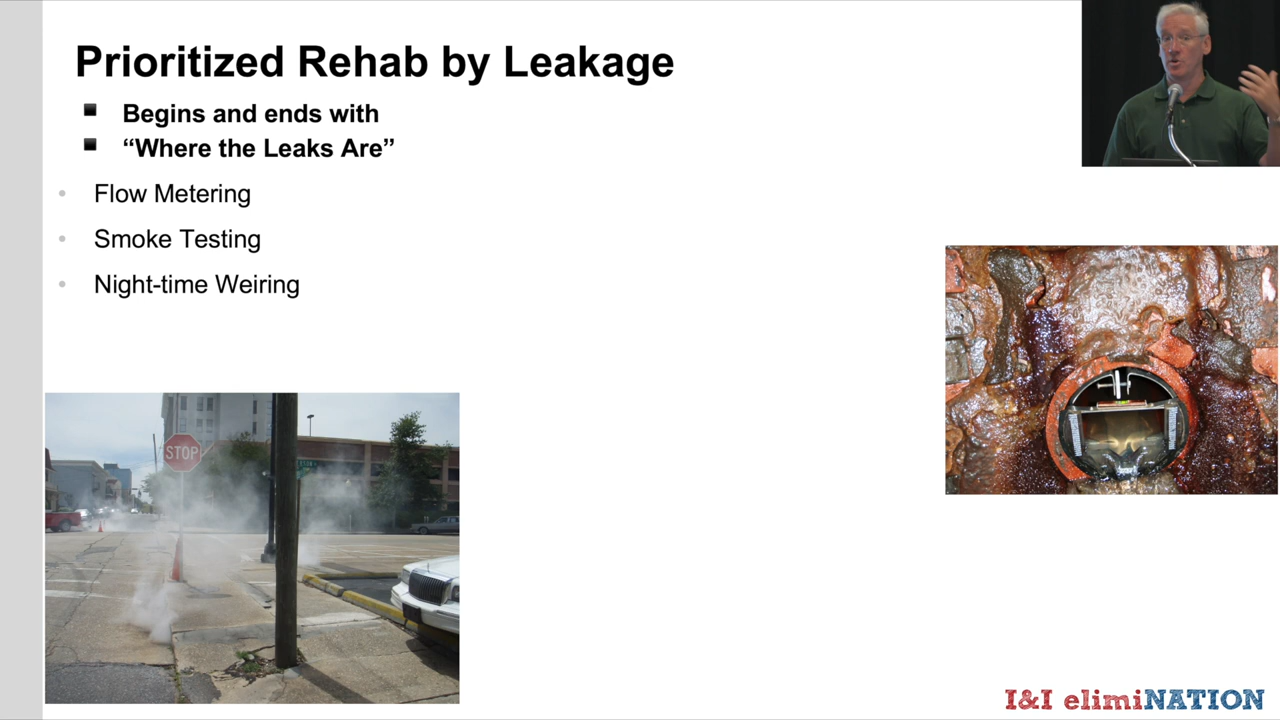 Prioritized Rehab by Leakage
Begins and ends with
“Where the Leaks Are”
Flow Metering
Smoke Testing
Night-time Weiring
STOP
I&I elimiNATION